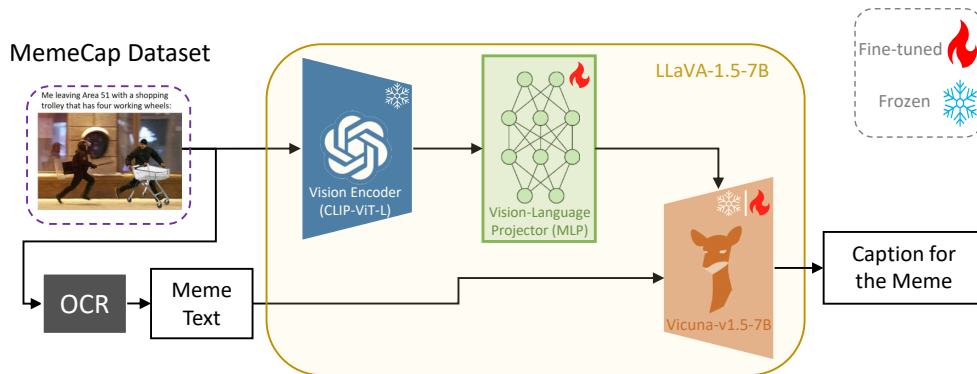 MemeCap Dataset
Me leaving Area 51 with a shopping
trolley that has four working wheels:
OCR
Meme
Text
LLaVA-1.5-7B
Vision Encoder
(CLIP-ViT-L)
Vision-Language
Projector (MLP)
Vicuna-v1.5-7B
Caption for
the Meme
Fine-tuned
Frozen